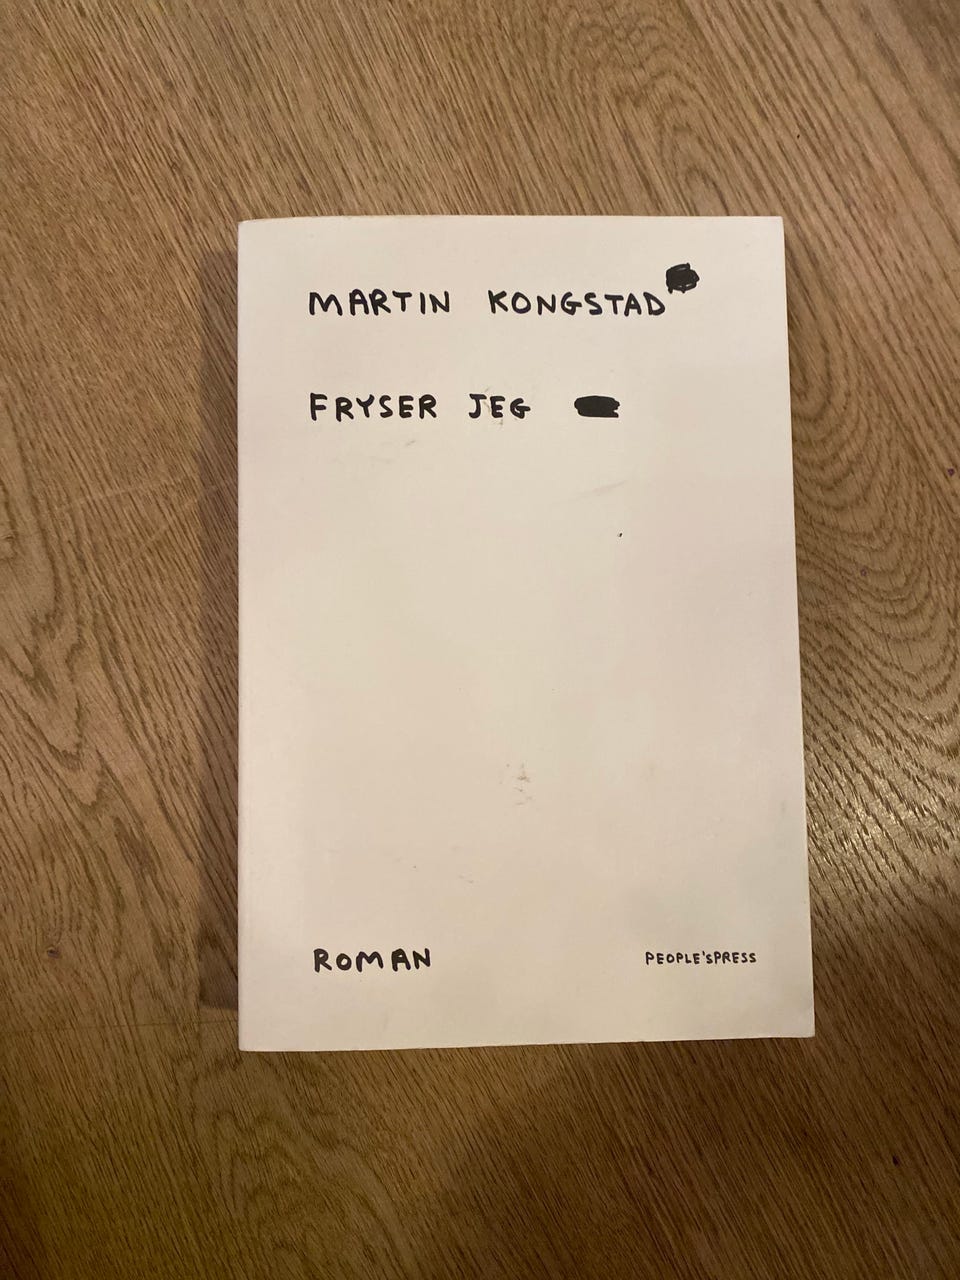 MARTIN KONGSTAD
FRYSER JEG
ROMAN
PEOPLE'SPRESS